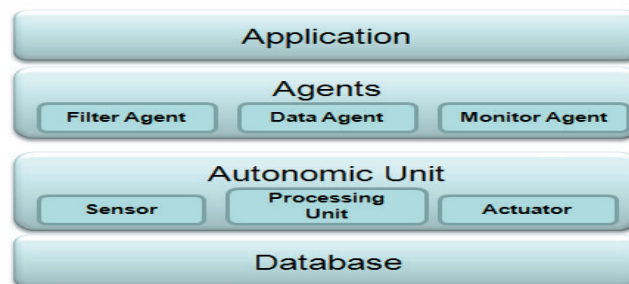 Application
Agents
Filter Agent
Data Agent
Monitor Agent
Autonomic Unit
Sensor
Processing
Unit
Actuator
Database